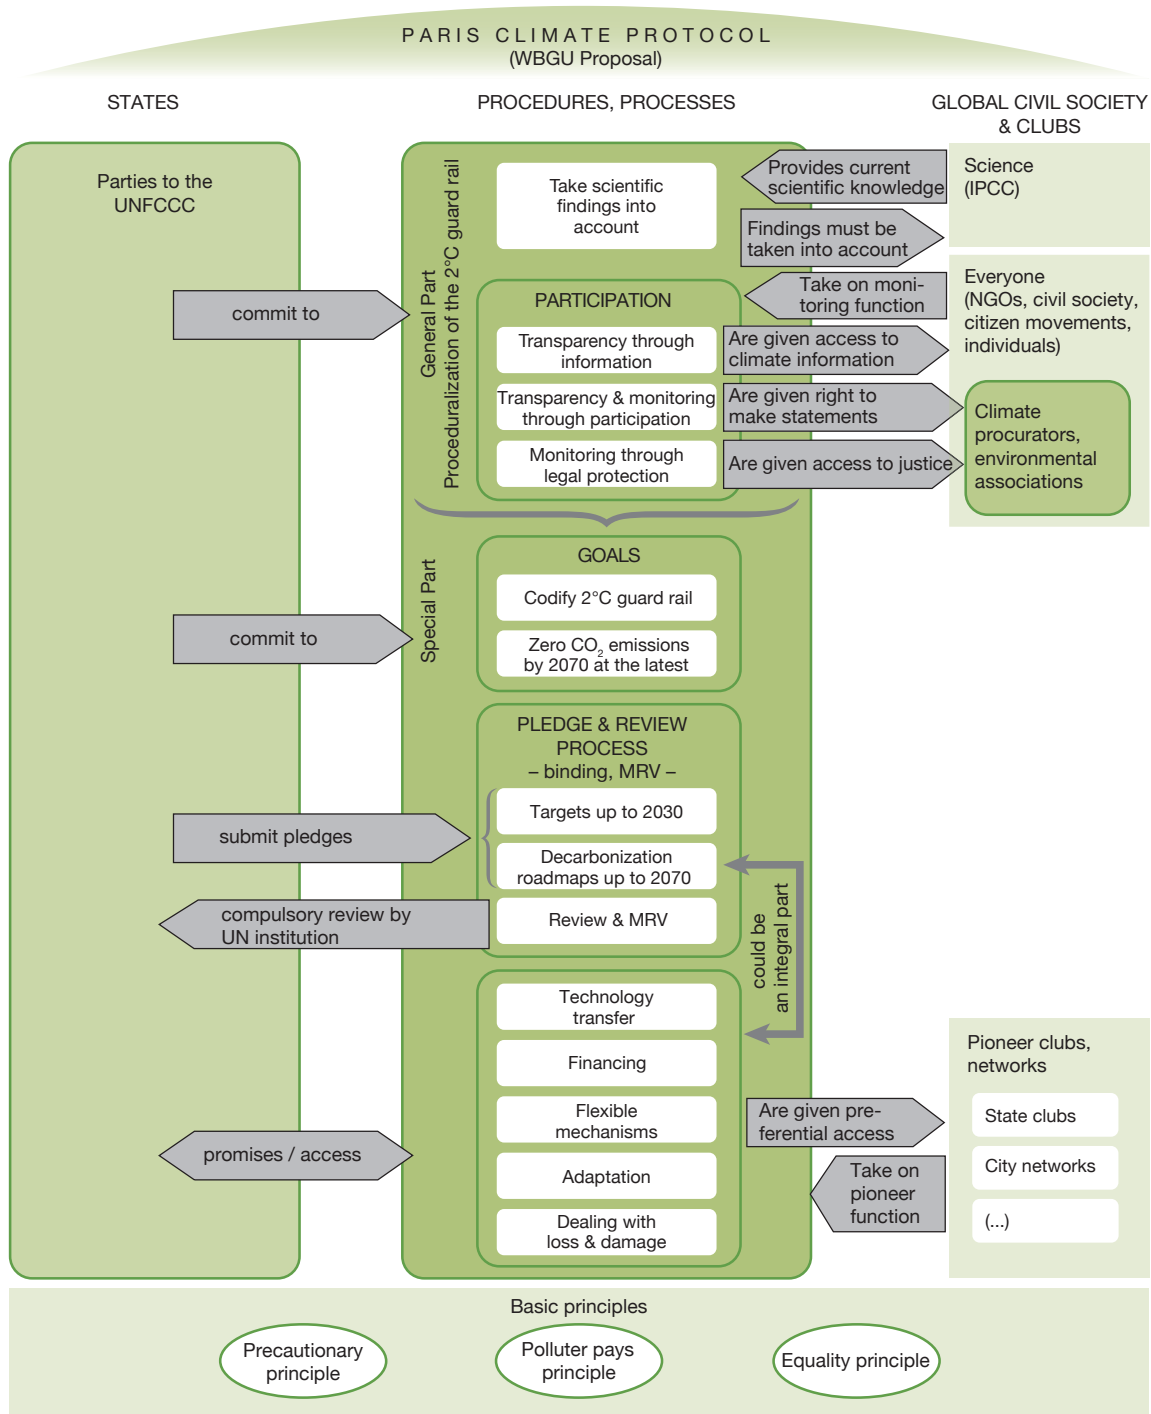 PARIS CLIMATE PROTOCOL
(WBGU Proposal)
STATES
PROCEDURES, PROCESSES
GLOBAL CIVIL SOCIETY
& CLUBS
Parties to the
UNFCCC
commit to
commit to
submit pledges
compulsory review by
UN institution
promises / access
General Part
Proceduralization of the 2°C guard rail
Take scientific
findings into
account
PARTICIPATION
Transparency through
information
Transparency & monitoring
through participation
Monitoring through
legal protection
Special Part
GOALS
Codify 2°C guard rail
Zero CO₂ emissions
by 2070 at the latest
PLEDGE & REVIEW
PROCESS
– binding, MRV –
Targets up to 2030
Decarbonization
roadmaps up to 2070
Review & MRV
could be
an integral part
Technology
transfer
Financing
Flexible
mechanisms
Adaptation
Dealing with
loss & damage
Provides current
scientific knowledge
Findings must be
taken into account
Take on moni-
toring function
Are given access to
climate information
Are given right to
make statements
Are given access to justice
Are given pre-
ferential access
Take on
pioneer
function
Science
(IPCC)
Everyone
(NGOs, civil society,
citizen movements,
individuals)
Climate
procurators,
environmental
associations
Pioneer clubs,
networks
State clubs
City networks
(...)
Basic principles
Precautionary
principle
Polluter pays
principle
Equality principle